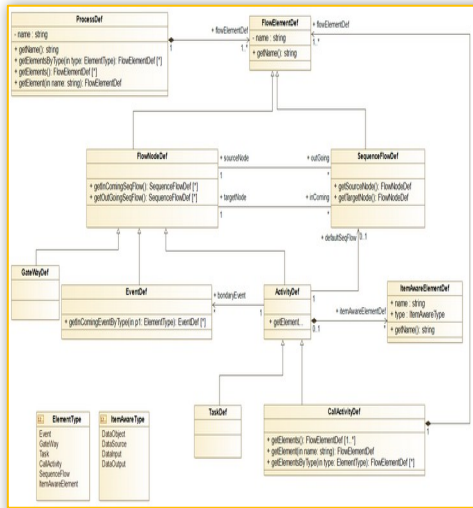 ProcessDef
- name : string
+ getName(): string
+ getElementsByType(in type: ElementType): FlowElementDef [*]
+ getElements(): FlowElementDef [*]
+ getElement(in name: string): FlowElementDef
+ flowElementDef
1
1..*
FlowElementDef
- name : string
+ getName(): string
+ flowElementDef
1..*
FlowNodeDef
+ getInComingSeqFlow(): SequenceFlowDef [*]
+ getOutGoingSeqFlow(): SequenceFlowDef [*]
+ sourceNode
+ outGoing
1
*
+ targetNode
+ inComing
1
*
SequenceFlowDef
+ getSourceNode(): FlowNodeDef
+ getTargetNode(): FlowNodeDef
+ defaultSeqFlow
0..1
GateWayDef
EventDef
+ getInComingEventByType(in p1: ElementType): EventDef [*]
+ bondaryEvent
*
1
ActivityDef
+ getElement...
1
0..1
+ itemAwareElementDef
*
ItemAwareElementDef
+ name : string
+ type : ItemAwareType
+ getName(): string
TaskDef
CallActivityDef
+ getElements(): FlowElementDef [1..*]
+ getElement(in name: string): FlowElementDef
+ getElementsByType(in type: ElementType): FlowElementDef [*]
1
ElementType
Event
GateWay
Task
CallActivity
SequenceFlow
ItemAwareElement
ItemAwareType
DataObject
DataSource
DataInput
DataOutput